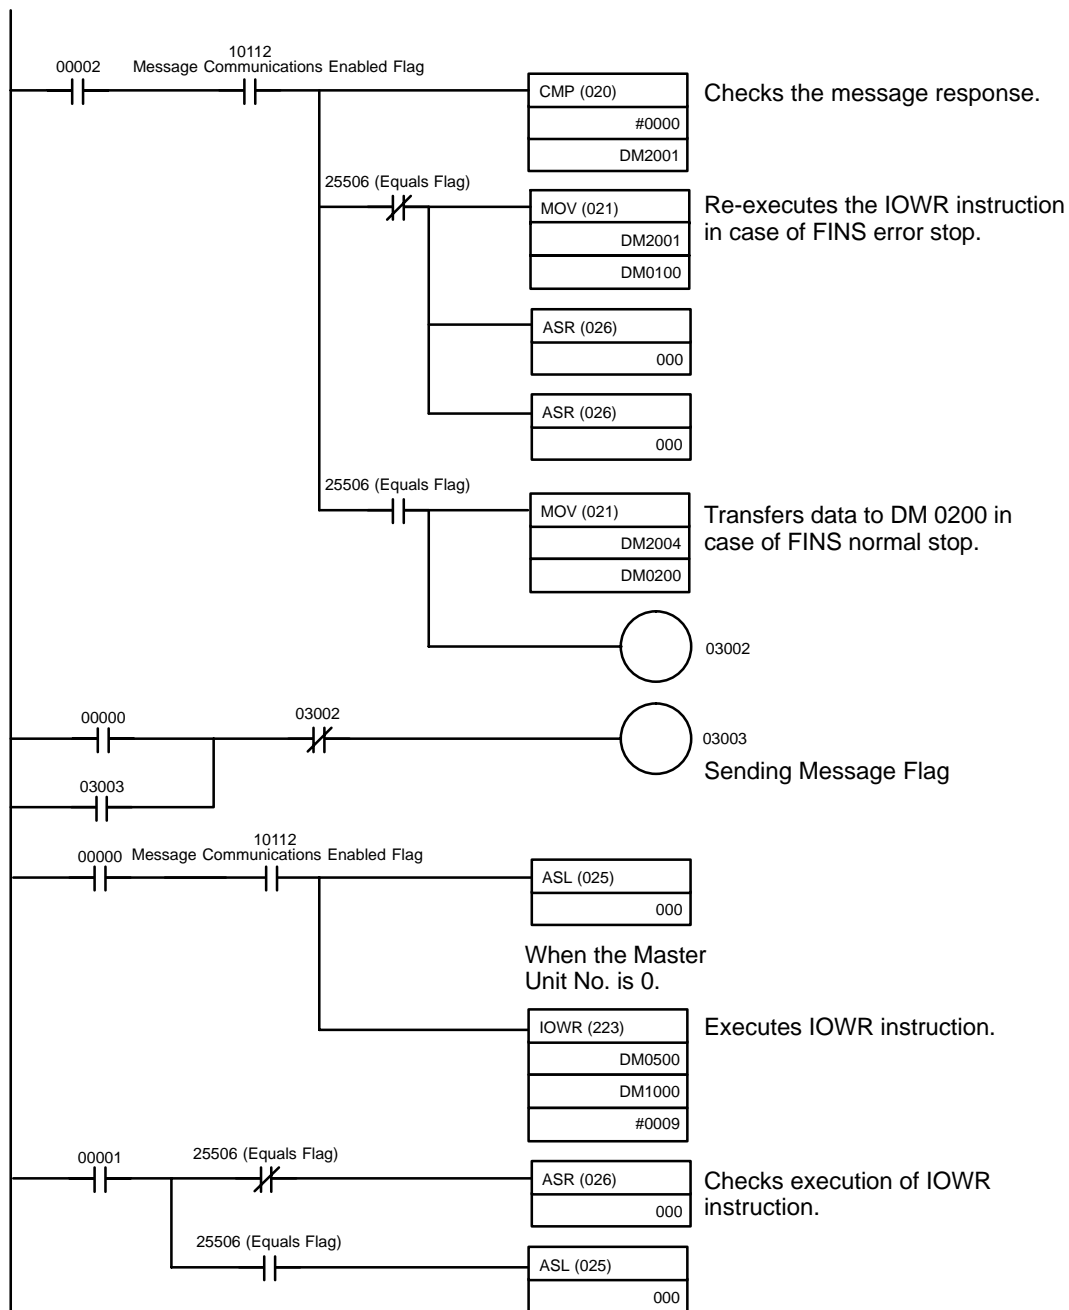 10112
00002 Message Communications Enabled Flag
CMP (020)
#0000
DM2001
Checks the message response.
25506 (Equals Flag)
MOV (021)
DM2001
DM0100
Re-executes the IOWR instruction
in case of FINS error stop.
ASR (026)
000
ASR (026)
000
25506 (Equals Flag)
MOV (021)
DM2004
DM0200
Transfers data to DM 0200 in
case of FINS normal stop.
03002
00000
03002
03003
Sending Message Flag
03003
10112
00000 Message Communications Enabled Flag
ASL (025)
000
When the Master
Unit No. is 0.
IOWR (223)
DM0500
DM1000
#0009
Executes IOWR instruction.
00001
25506 (Equals Flag)
ASR (026)
000
Checks execution of IOWR
instruction.
25506 (Equals Flag)
ASL (025)
000